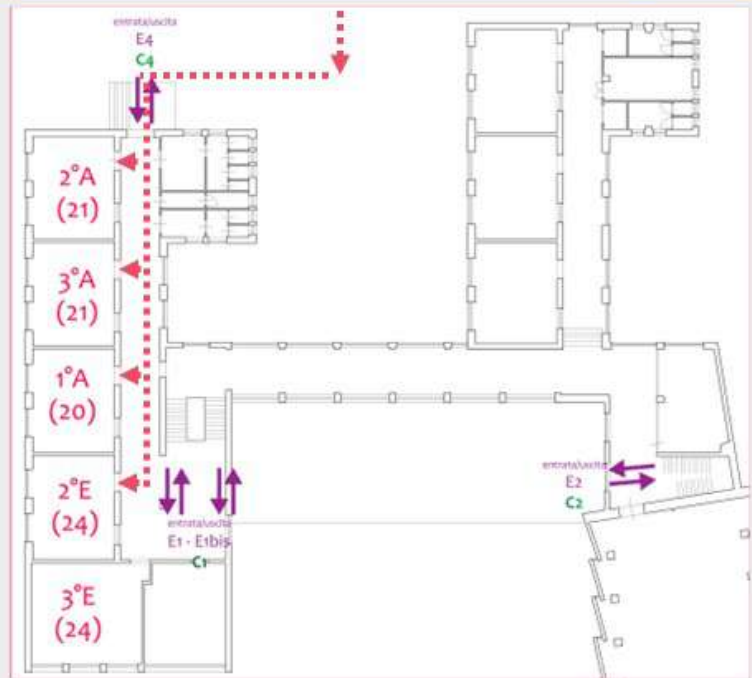 entrata/uscita
E4
C4
2°A
(21)
3°A
(21)
1°A
(20)
2°E
(24)
entrata/uscita
E2
C2
entrata/uscita
E1 - E1bis
C1
3°E
(24)